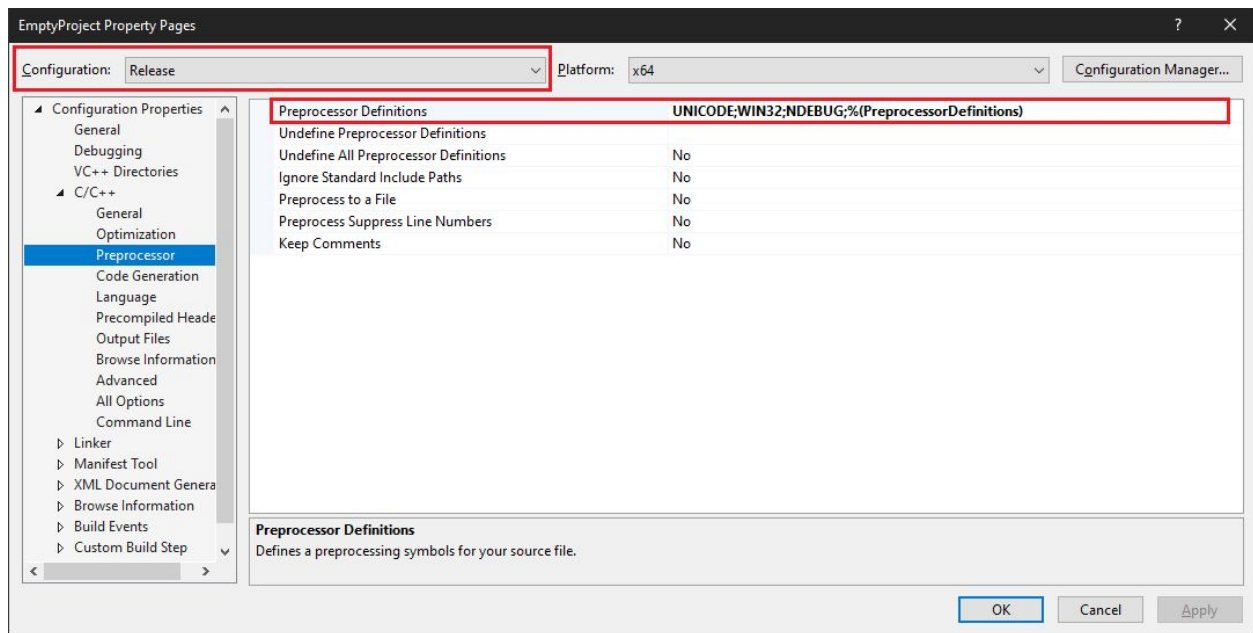 EmptyProject Property Pages
?
Configuration: Release
Platform: x64
Configuration Manager...
Configuration Properties
General
Debugging
VC++ Directories
C/C++
General
Optimization
Preprocessor
Code Generation
Language
Precompiled Heade
Output Files
Browse Information
Advanced
All Options
Command Line
Linker
Manifest Tool
XML Document Genera
Browse Information
Build Events
Custom Build Step
Preprocessor Definitions UNICODE;WIN32;NDEBUG;%(PreprocessorDefinitions)
Undefine Preprocessor Definitions
Undefine All Preprocessor Definitions No
Ignore Standard Include Paths No
Preprocess to a File No
Preprocess Suppress Line Numbers No
Keep Comments No
Preprocessor Definitions
Defines a preprocessing symbols for your source file.
OK
Cancel
Apply